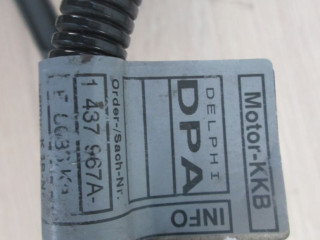 Motor-KKB
INFO
DELPHI
DPA
Order-/Sach-Nr.
1 437 967A-